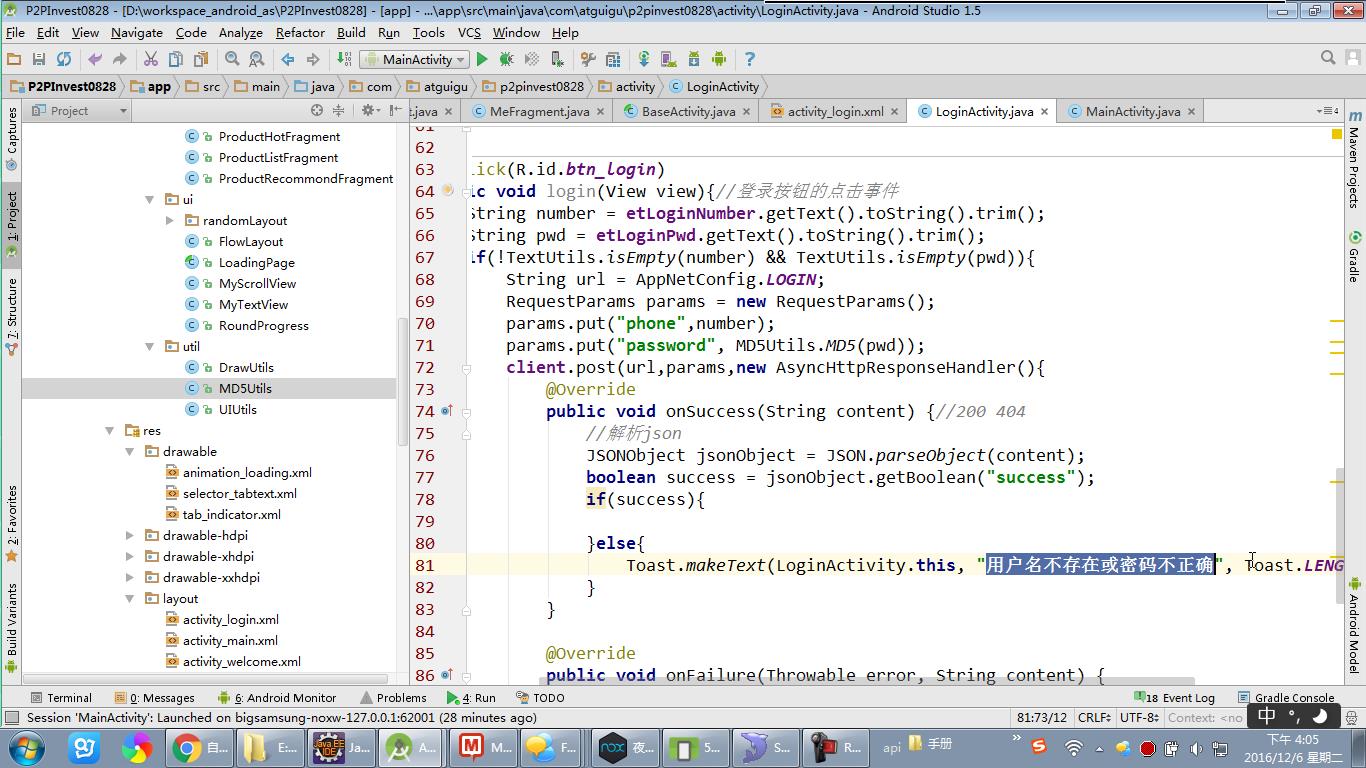 P2PInvest0828 - [D:\workspace_android_as\P2PInvest0828] - [app] - ...\app\src\main\java\com\atguigu\p2pinvest0828\activity\LoginActivity.java - Android Studio 1.5
File Edit View Navigate Code Analyze Refactor Build Run Tools VCS Window Help
MainActivity
P2PInvest0828 app src main java com atguigu p2pinvest0828 activity LoginActivity
Project
t.java MeFragment.java BaseActivity.java activity_login.xml LoginActivity.java MainActivity.java
Captures
1: Project
7: Structure
2: Favorites
Build Variants
ProductHotFragment
ProductListFragment
ProductRecommondFragment
ui
randomLayout
FlowLayout
LoadingPage
MyScrollView
MyTextView
RoundProgress
util
DrawUtils
MD5Utils
UIUtils
res
drawable
animation_loading.xml
selector_tabtext.xml
tab_indicator.xml
drawable-hdpi
drawable-xhdpi
drawable-xxhdpi
layout
activity_login.xml
activity_main.xml
activity_welcome.xml
61
62
63 lick(R.id.btn_login)
64 ic void login(View view){//登录按钮的点击事件
65 String number = etLoginNumber.getText().toString().trim();
66 String pwd = etLoginPwd.getText().toString().trim();
67 if(!TextUtils.isEmpty(number) && TextUtils.isEmpty(pwd)){
68 String url = AppNetConfig.LOGIN;
69 RequestParams params = new RequestParams();
70 params.put("phone",number);
71 params.put("password", MD5Utils.MD5(pwd));
72 client.post(url,params,new AsyncHttpResponseHandler(){
73 @Override
74 public void onSuccess(String content) {//200 404
75 //解析json
76 JSONObject jsonObject = JSON.parseObject(content);
77 boolean success = jsonObject.getBoolean("success");
78 if(success){
79
80 }else{
81 Toast.makeText(LoginActivity.this, "用户名不存在或密码不正确", Toast.LENG
82 }
83 }
84
85 @Override
86 public void onFailure(Throwable error, String content) {
Maven Projects
Gradle
Android Model
Terminal 0: Messages 6: Android Monitor Problems 4: Run TODO 18 Event Log Gradle Console
Session 'MainActivity': Launched on bigsamsung-noxw-127.0.0.1:62001 (28 minutes ago) 81:73/12 CRLF UTF-8 Context: <no
中 °,
自... E:... Ja... A... M... F... 夜... 5... S... R... api 手册
下午 4:05
2016/12/6 星期二